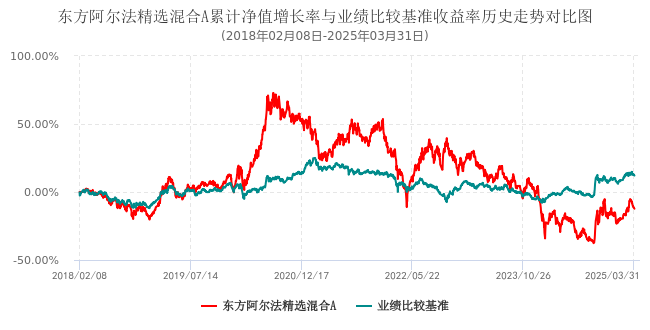 东方阿尔法精选混合A累计净值增长率与业绩比较基准收益率历史走势对比图
(2018年02月08日-2025年03月31日)
100.00%
50.00%
0.00%
-50.00%
2018/02/08 2019/07/14 2020/12/17 2022/05/22 2023/10/26 2025/03/31
东方阿尔法精选混合A 业绩比较基准